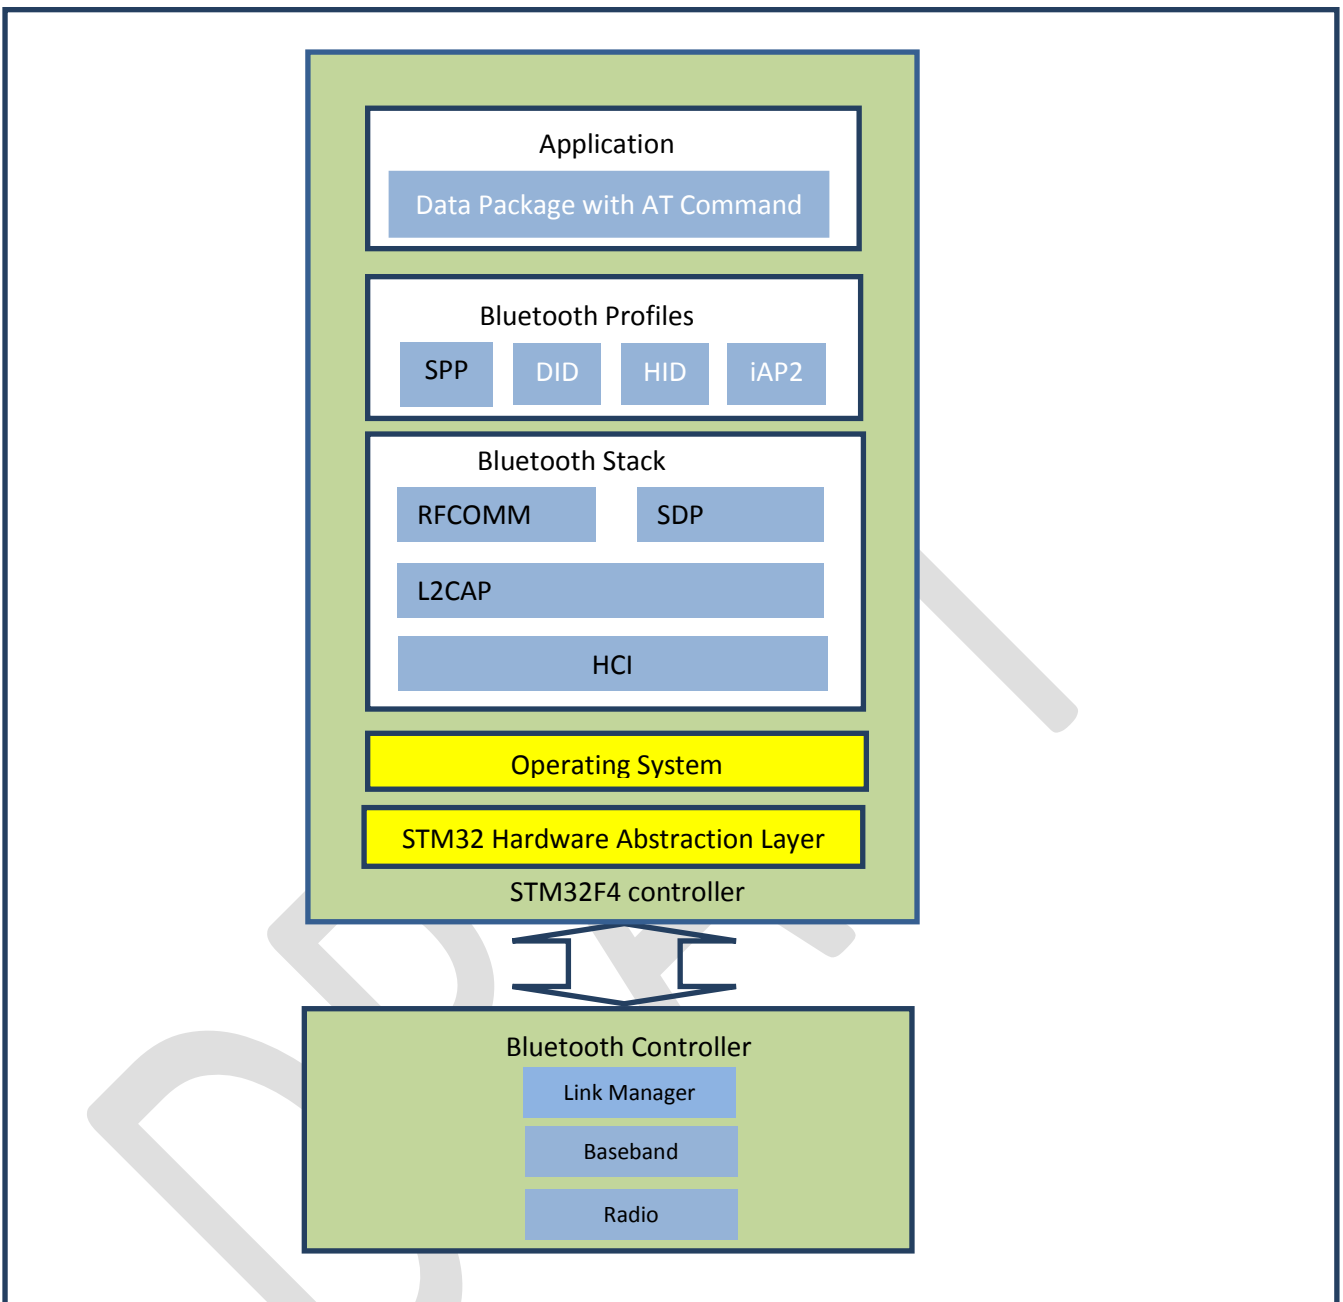 Application
Data Package with AT Command
Bluetooth Profiles
SPP DID HID iAP2
Bluetooth Stack
RFCOMM SDP
L2CAP
HCI
Operating System
STM32 Hardware Abstraction Layer
STM32F4 controller
Bluetooth Controller
Link Manager
Baseband
Radio